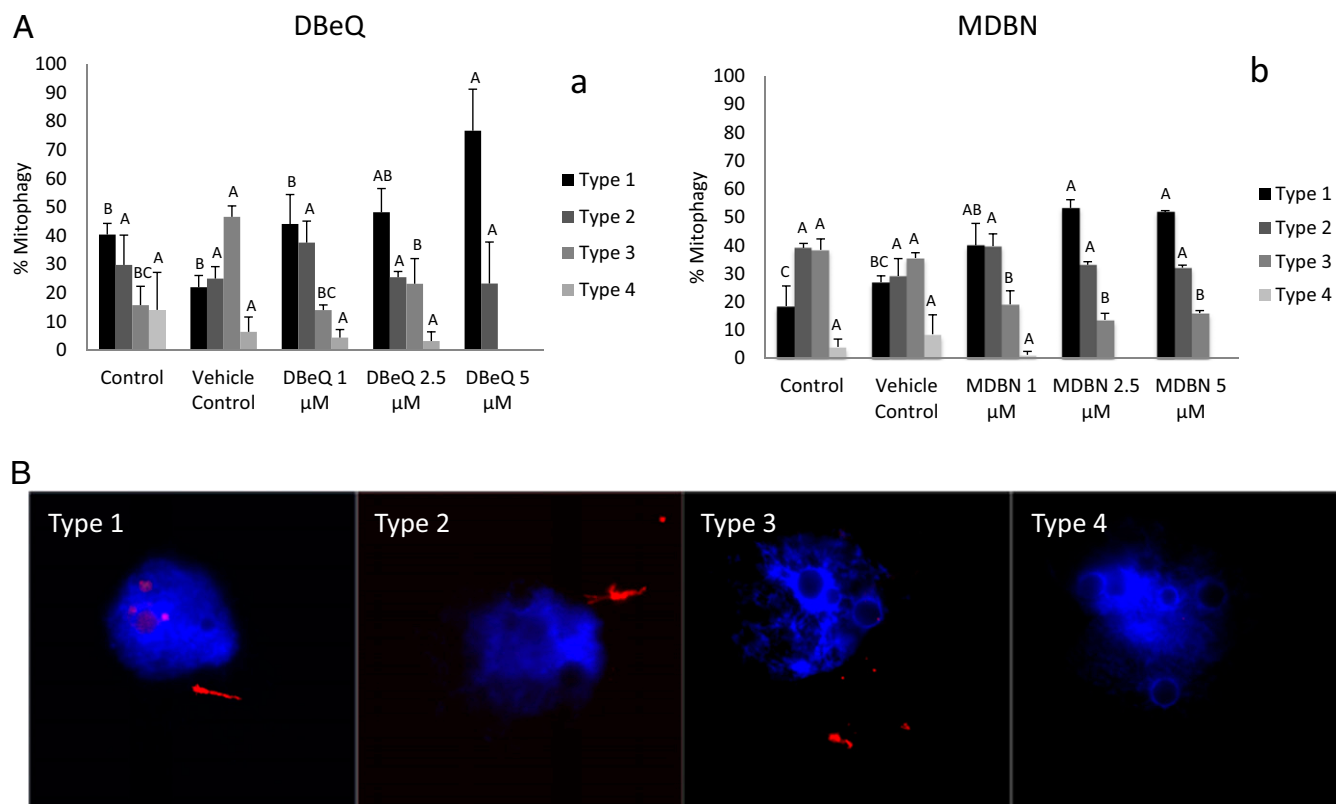 A
DBeQ
a
% Mitophagy
100
90
80
70
60
50
40
30
20
10
0
B A BC A
B A A A
B A BC A
AB A B A
A A
Control
Vehicle Control
DBeQ 1 µM
DBeQ 2.5 µM
DBeQ 5 µM
Type 1
Type 2
Type 3
Type 4
MDBN
b
% Mitophagy
100
90
80
70
60
50
40
30
20
10
0
C A A A
BC A A A
AB A B A
A A B
A A B
Control
Vehicle Control
MDBN 1 µM
MDBN 2.5 µM
MDBN 5 µM
Type 1
Type 2
Type 3
Type 4
B
Type 1
Type 2
Type 3
Type 4